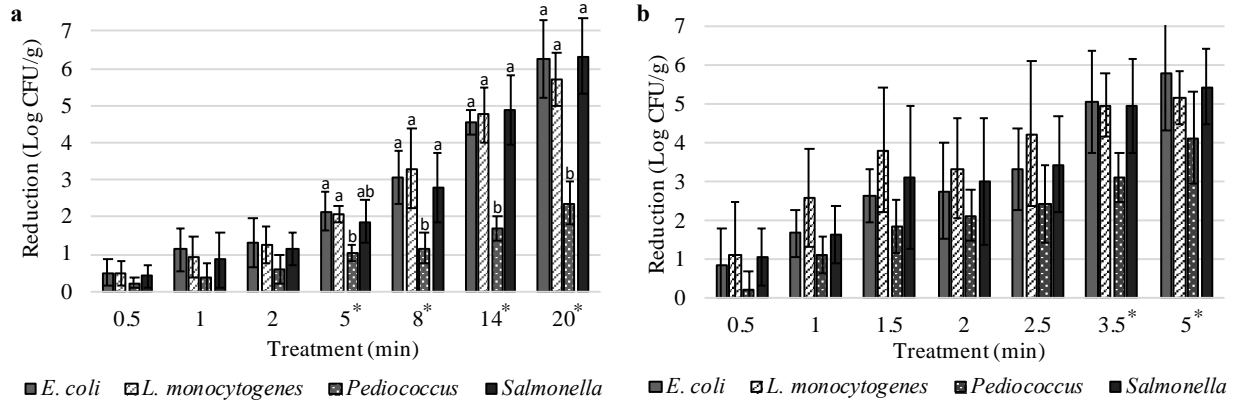 a
Reduction (Log CFU/g)
7
6
5
4
3
2
1
0
a a ab b
a a b a
a a b a
a a b a
0.5 1 2 5* 8* 14* 20*
Treatment (min)
E. coli L. monocytogenes Pediococcus Salmonella
b
Reduction (Log CFU/g)
7
6
5
4
3
2
1
0
0.5 1 1.5 2 2.5 3.5* 5*
Treatment (min)
E. coli L. monocytogenes Pediococcus Salmonella